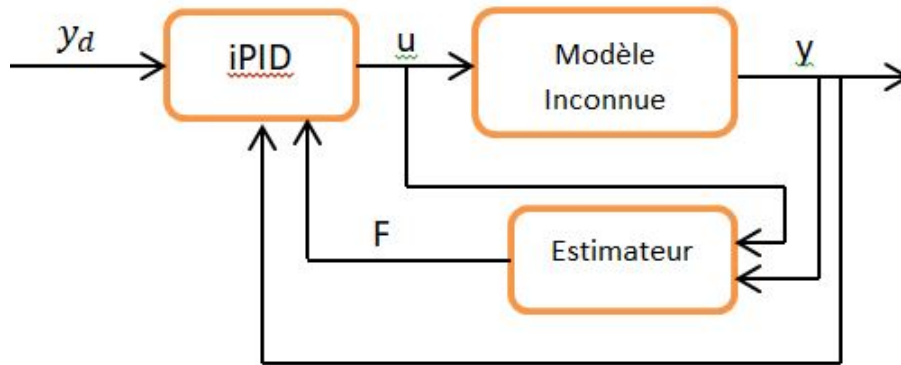 y_d
iPID
u
Modèle
Inconnue
y
F
Estimateur